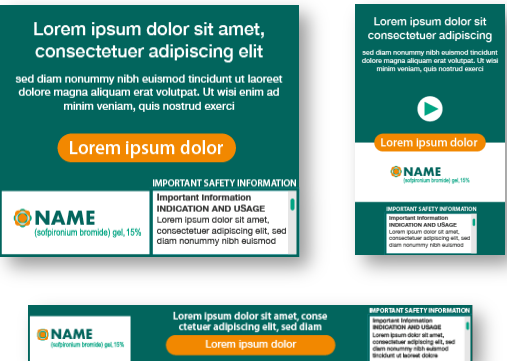 Lorem ipsum dolor sit amet,
consectetuer adipiscing elit
sed diam nonummy nibh euismod tincidunt ut laoreet
dolore magna aliquam erat volutpat. Ut wisi enim ad
minim veniam, quis nostrud exerci
Lorem ipsum dolor
IMPORTANT SAFETY INFORMATION
NAME
(sofpironium bromide) gel, 15%
Important Information
INDICATION AND USAGE
Lorem ipsum dolor sit amet,
consectetuer adipiscing elit, sed
diam nonummy nibh euismod
Lorem ipsum dolor sit
consectetuer adipiscing
sed diam nonummy nibh euismod tincidunt
dolore magna aliquam erat volutpat. Ut wisi
minim veniam, quis nostrud exerci
Lorem ipsum dolor
NAME
(sofpironium bromide) gel, 15%
IMPORTANT SAFETY INFORMATION
Important Information
INDICATION AND USAGE
Lorem ipsum dolor sit amet,
consectetuer adipiscing elit, sed
diam nonummy nibh euismod
NAME
(sofpironium bromide) gel, 15%
Lorem ipsum dolor sit amet, conse
ctetuer adipiscing elit, sed diam
Lorem ipsum dolor
IMPORTANT SAFETY INFORMATION
Important Information
INDICATION AND USAGE
Lorem ipsum dolor sit amet,
consectetuer adipiscing elit, sed
diam nonummy nibh euismod
tincidunt ut laoreet dolore